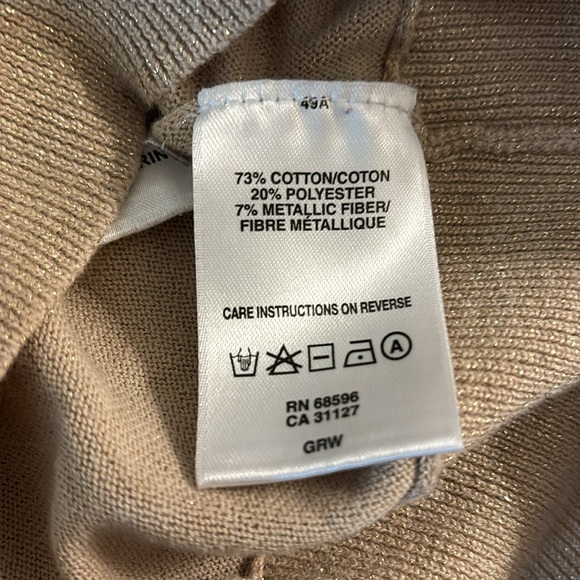 49A
73% COTTON/COTON
20% POLYESTER
7% METALLIC FIBER/
FIBRE MÉTALLIQUE
CARE INSTRUCTIONS ON REVERSE
A
RN 68596
CA 31127
GRW